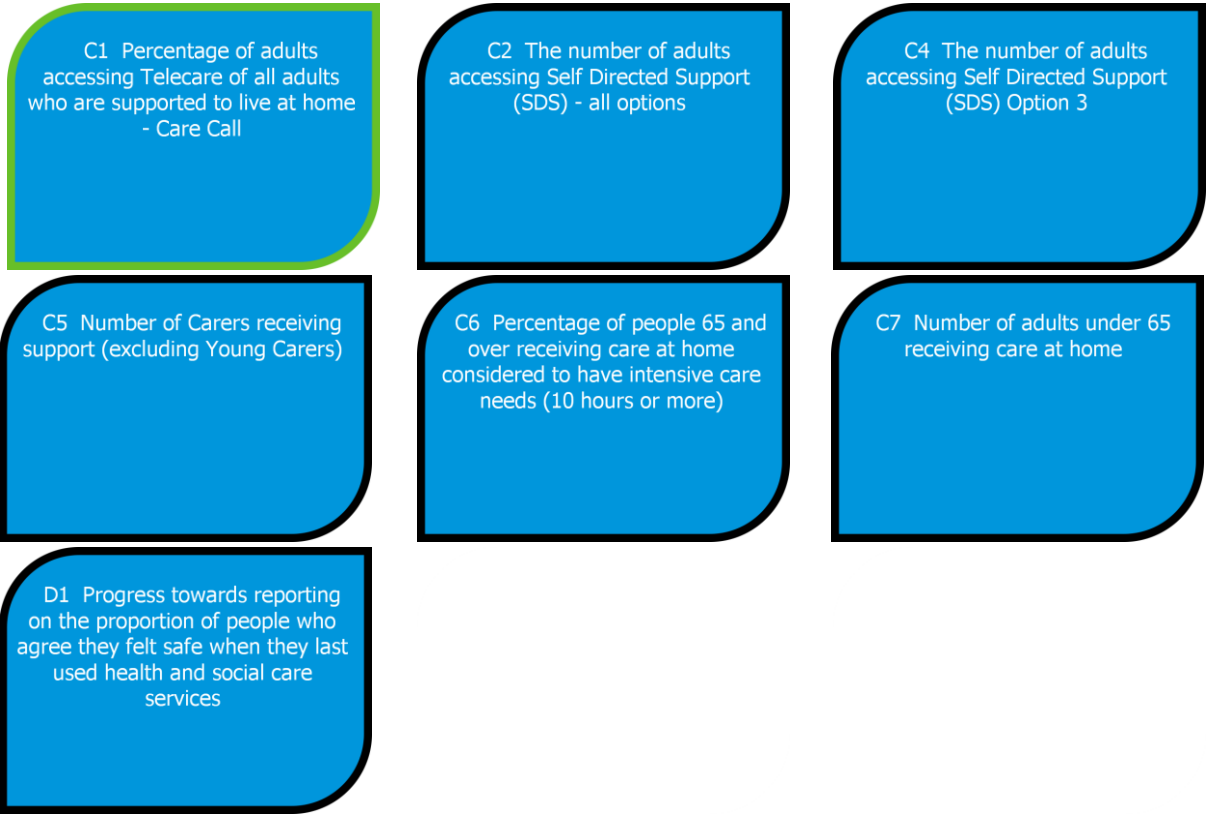 C1 Percentage of adults
accessing Telecare of all adults
who are supported to live at home
- Care Call
C2 The number of adults
accessing Self Directed Support
(SDS) - all options
C4 The number of adults
accessing Self Directed Support
(SDS) Option 3
C5 Number of Carers receiving
support (excluding Young Carers)
C6 Percentage of people 65 and
over receiving care at home
considered to have intensive care
needs (10 hours or more)
C7 Number of adults under 65
receiving care at home
D1 Progress towards reporting
on the proportion of people who
agree they felt safe when they last
used health and social care
services